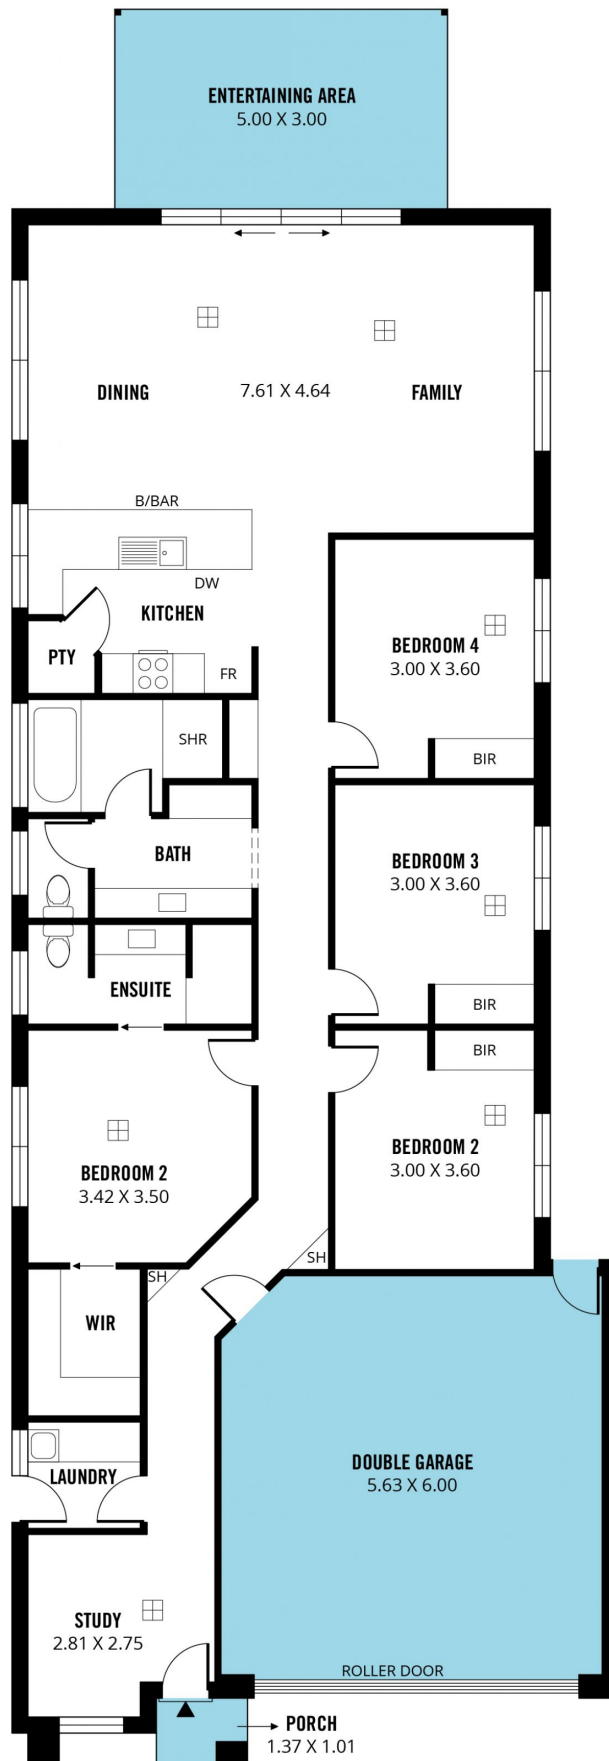 ENTERTAINING AREA
5.00 X 3.00
DINING
7.61 X 4.64
FAMILY
B/BAR
DW
KITCHEN
PTY
FR
BEDROOM 4
3.00 X 3.60
BIR
SHR
BATH
BEDROOM 3
3.00 X 3.60
BIR
ENSUITE
BIR
BEDROOM 2
3.42 X 3.50
BEDROOM 2
3.00 X 3.60
SH
SH
WIR
LAUNDRY
DOUBLE GARAGE
5.63 X 6.00
STUDY
2.81 X 2.75
ROLLER DOOR
PORCH
1.37 X 1.01